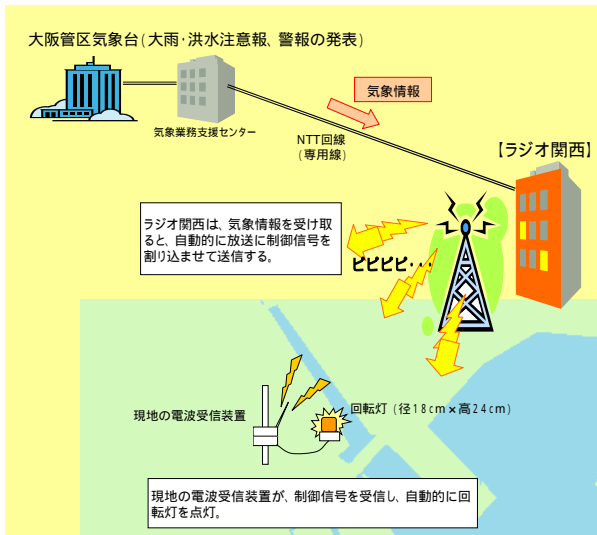 大阪管区気象台(大雨・洪水注意報、警報の発表)
気象業務支援センター
気象情報
NTT回線
(専用線)
【ラジオ関西】
ラジオ関西は、気象情報を受け取
ると、自動的に放送に制御信号を
割り込ませて送信する。
ピピピピ・・・
現地の電波受信装置
回転灯(径18cm×高24cm)
現地の電波受信装置が、制御信号を受信し、自動的に回
転灯を点灯。